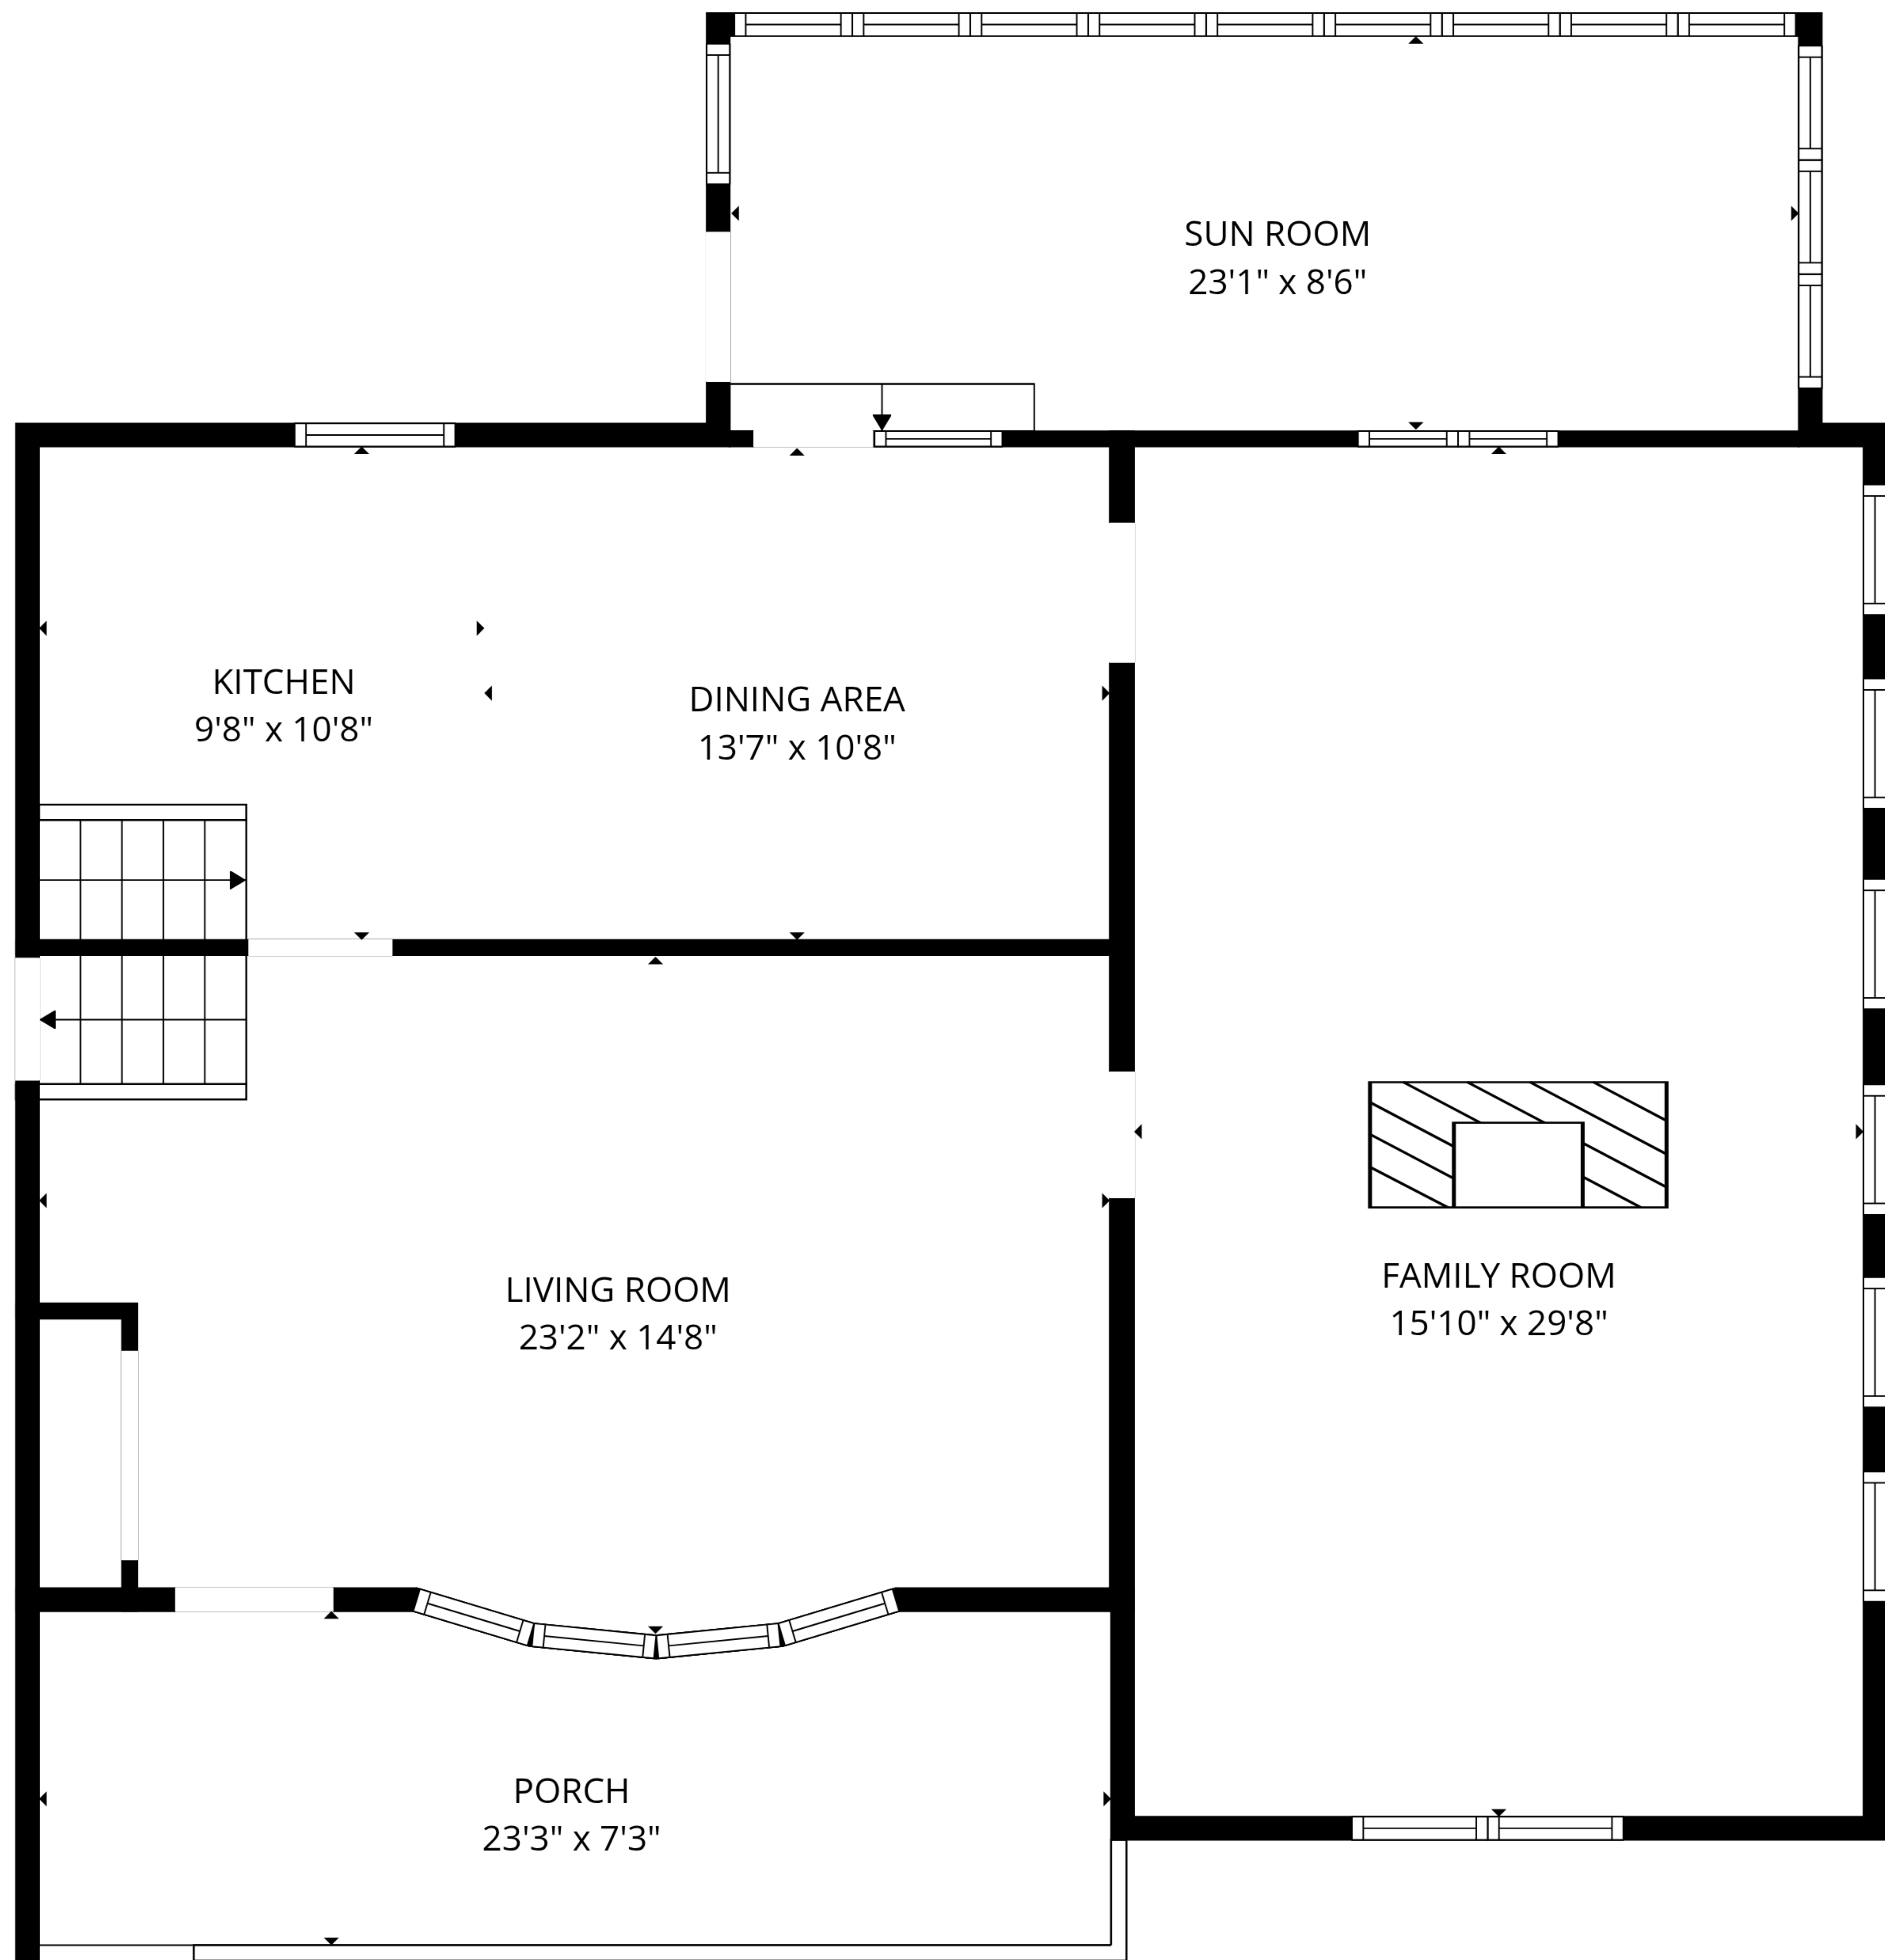 SUN ROOM
23'1" x 8'6"
KITCHEN
9'8" x 10'8"
DINING AREA
13'7" x 10'8"
LIVING ROOM
23'2" x 14'8"
FAMILY ROOM
15'10" x 29'8"
PORCH
23'3" x 7'3"